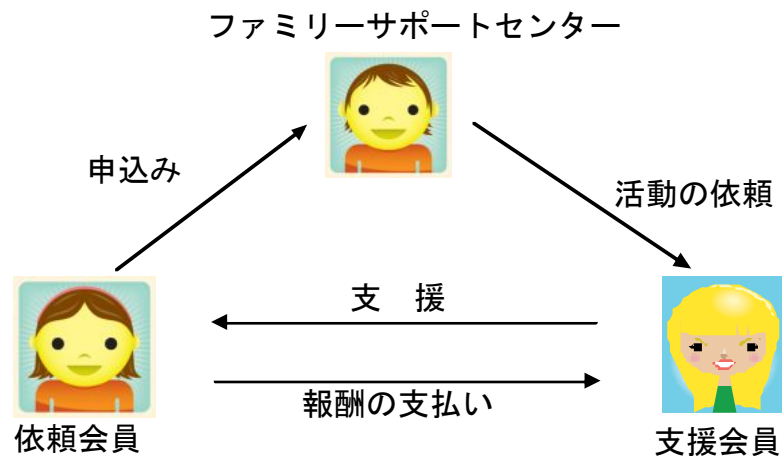 ファミリーサポートセンター
申込み
活動の依頼
支　援
報酬の支払い
依頼会員
支援会員